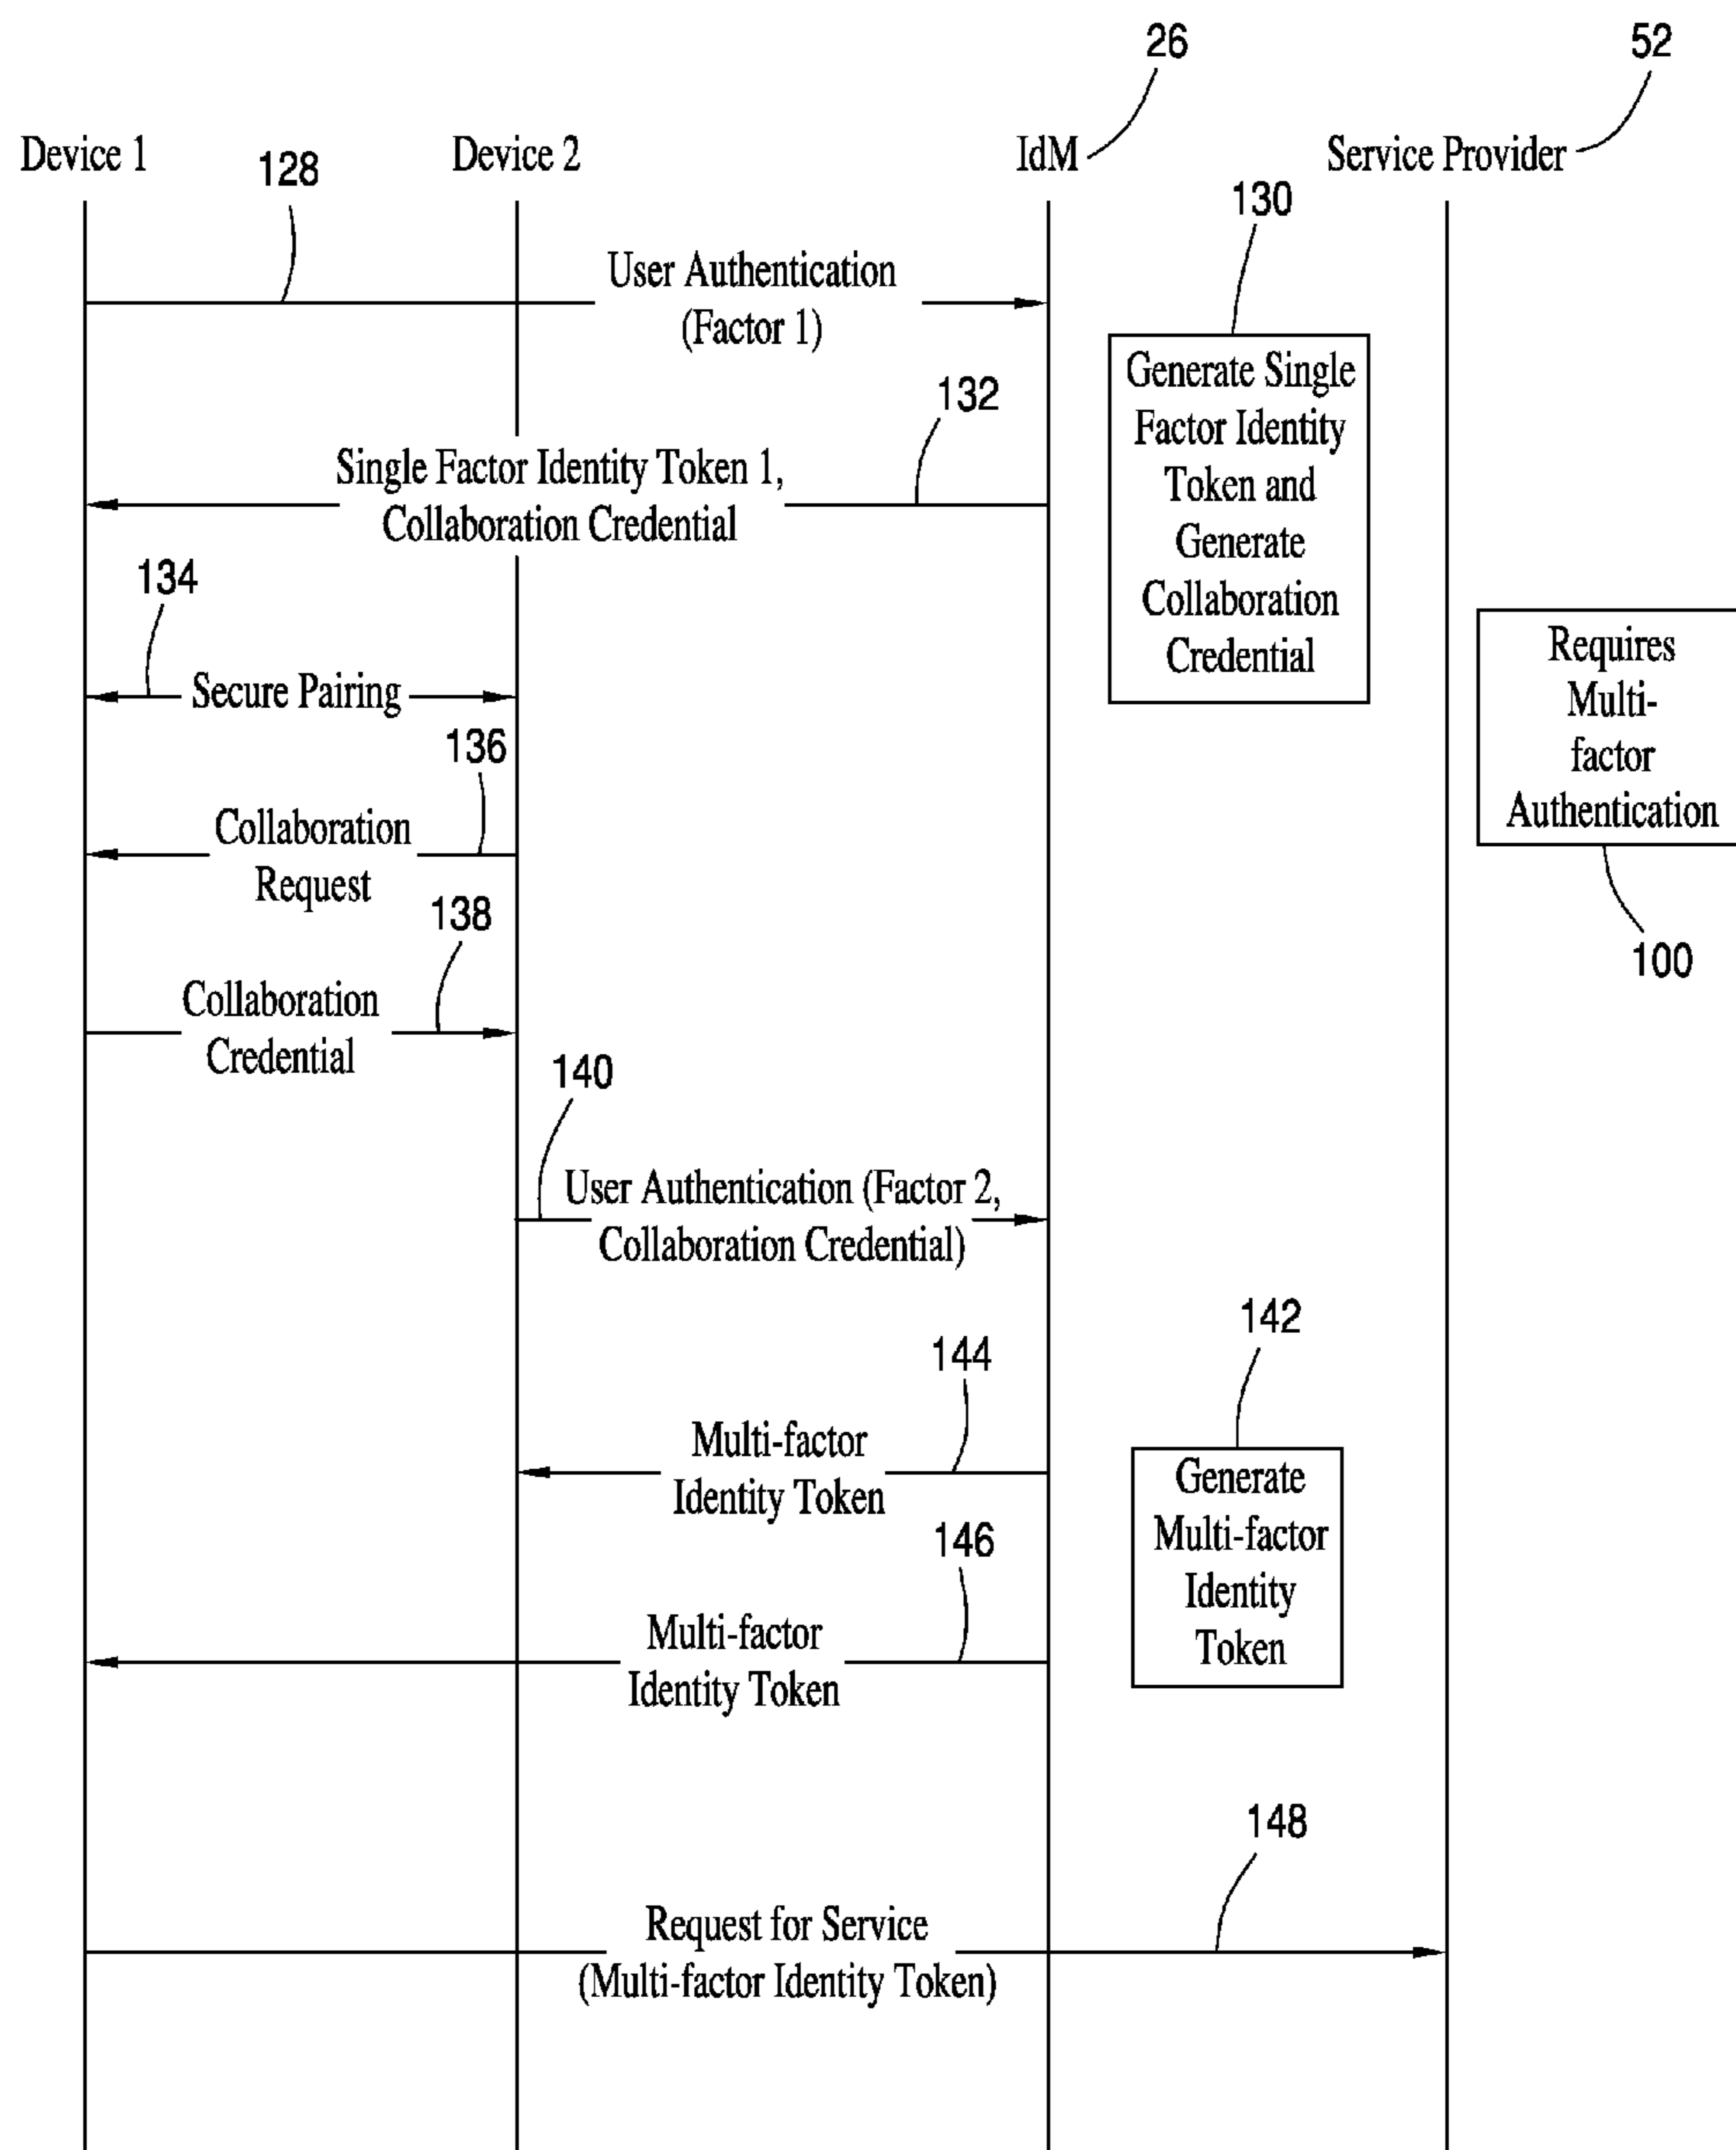 26
52
Device 1
Device 2
IdM
Service Provider
128
130
User Authentication
(Factor 1)
Generate Single
Factor Identity
Token and
Generate
Collaboration
Credential
132
Single Factor Identity Token 1,
Collaboration Credential
134
Secure Pairing
Requires
Multi-
factor
Authentication
100
136
Collaboration
Request
138
Collaboration
Credential
140
User Authentication (Factor 2,
Collaboration Credential)
142
144
Multi-factor
Identity Token
Generate
Multi-factor
Identity
Token
146
Multi-factor
Identity Token
148
Request for Service
(Multi-factor Identity Token)